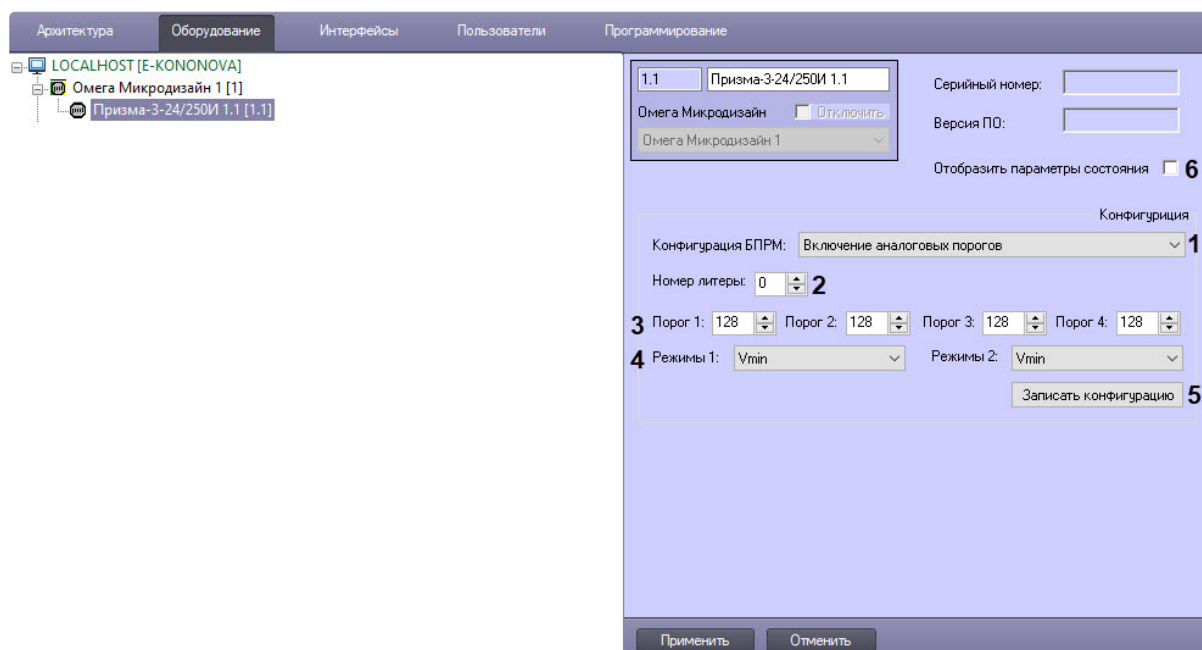 Архитектура Оборудование Интерфейсы Пользователи Программирование
LOCALHOST [E-KONONOVA]
Омега Микродизайн 1 [1]
Призма-3-24/250И 1.1 [1.1]
1.1 Призма-3-24/250И 1.1
Омега Микродизайн Отключить
Омега Микродизайн 1
Серийный номер:
Версия ПО:
Отобразить параметры состояния 6
Конфигуриция
Конфигурация БПРМ: Включение аналоговых порогов 1
Номер литеры: 0 2
3 Порог 1: 128 Порог 2: 128 Порог 3: 128 Порог 4: 128
4 Режимы 1: Vmin Режимы 2: Vmin
Записать конфигурацию 5
Применить Отменить